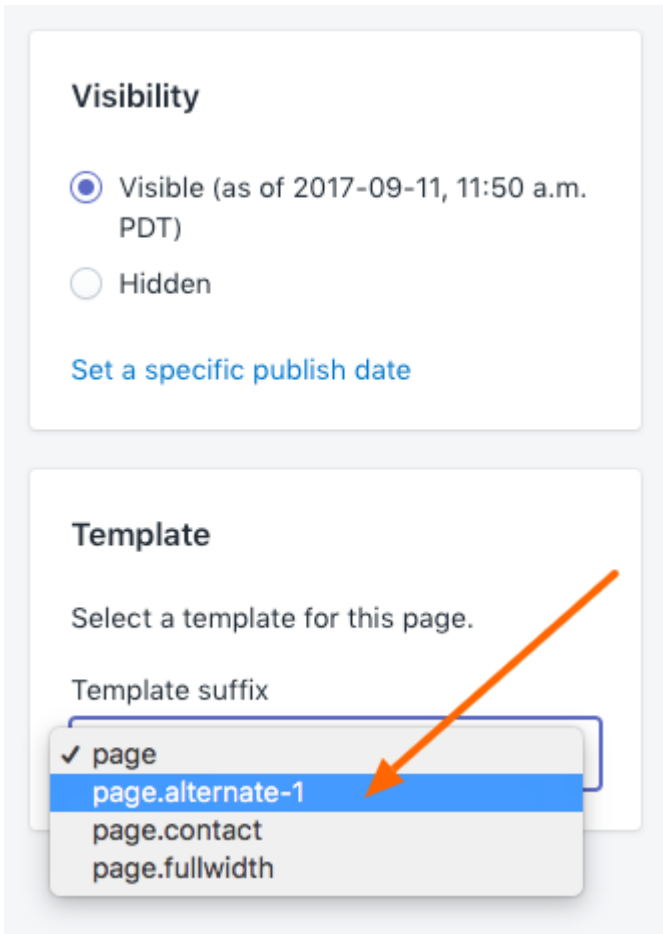 Visibility
Visible (as of 2017-09-11, 11:50 a.m.
PDT)
Hidden
Set a specific publish date
Template
Select a template for this page.
Template suffix
✓ page
page.alternate-1
page.contact
page.fullwidth